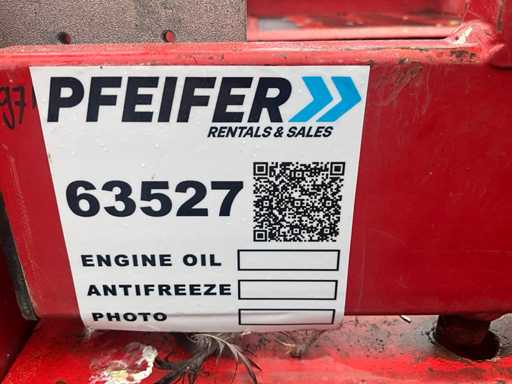 PFEIFER
RENTALS & SALES
63527
ENGINE OIL
ANTIFREEZE
PHOTO